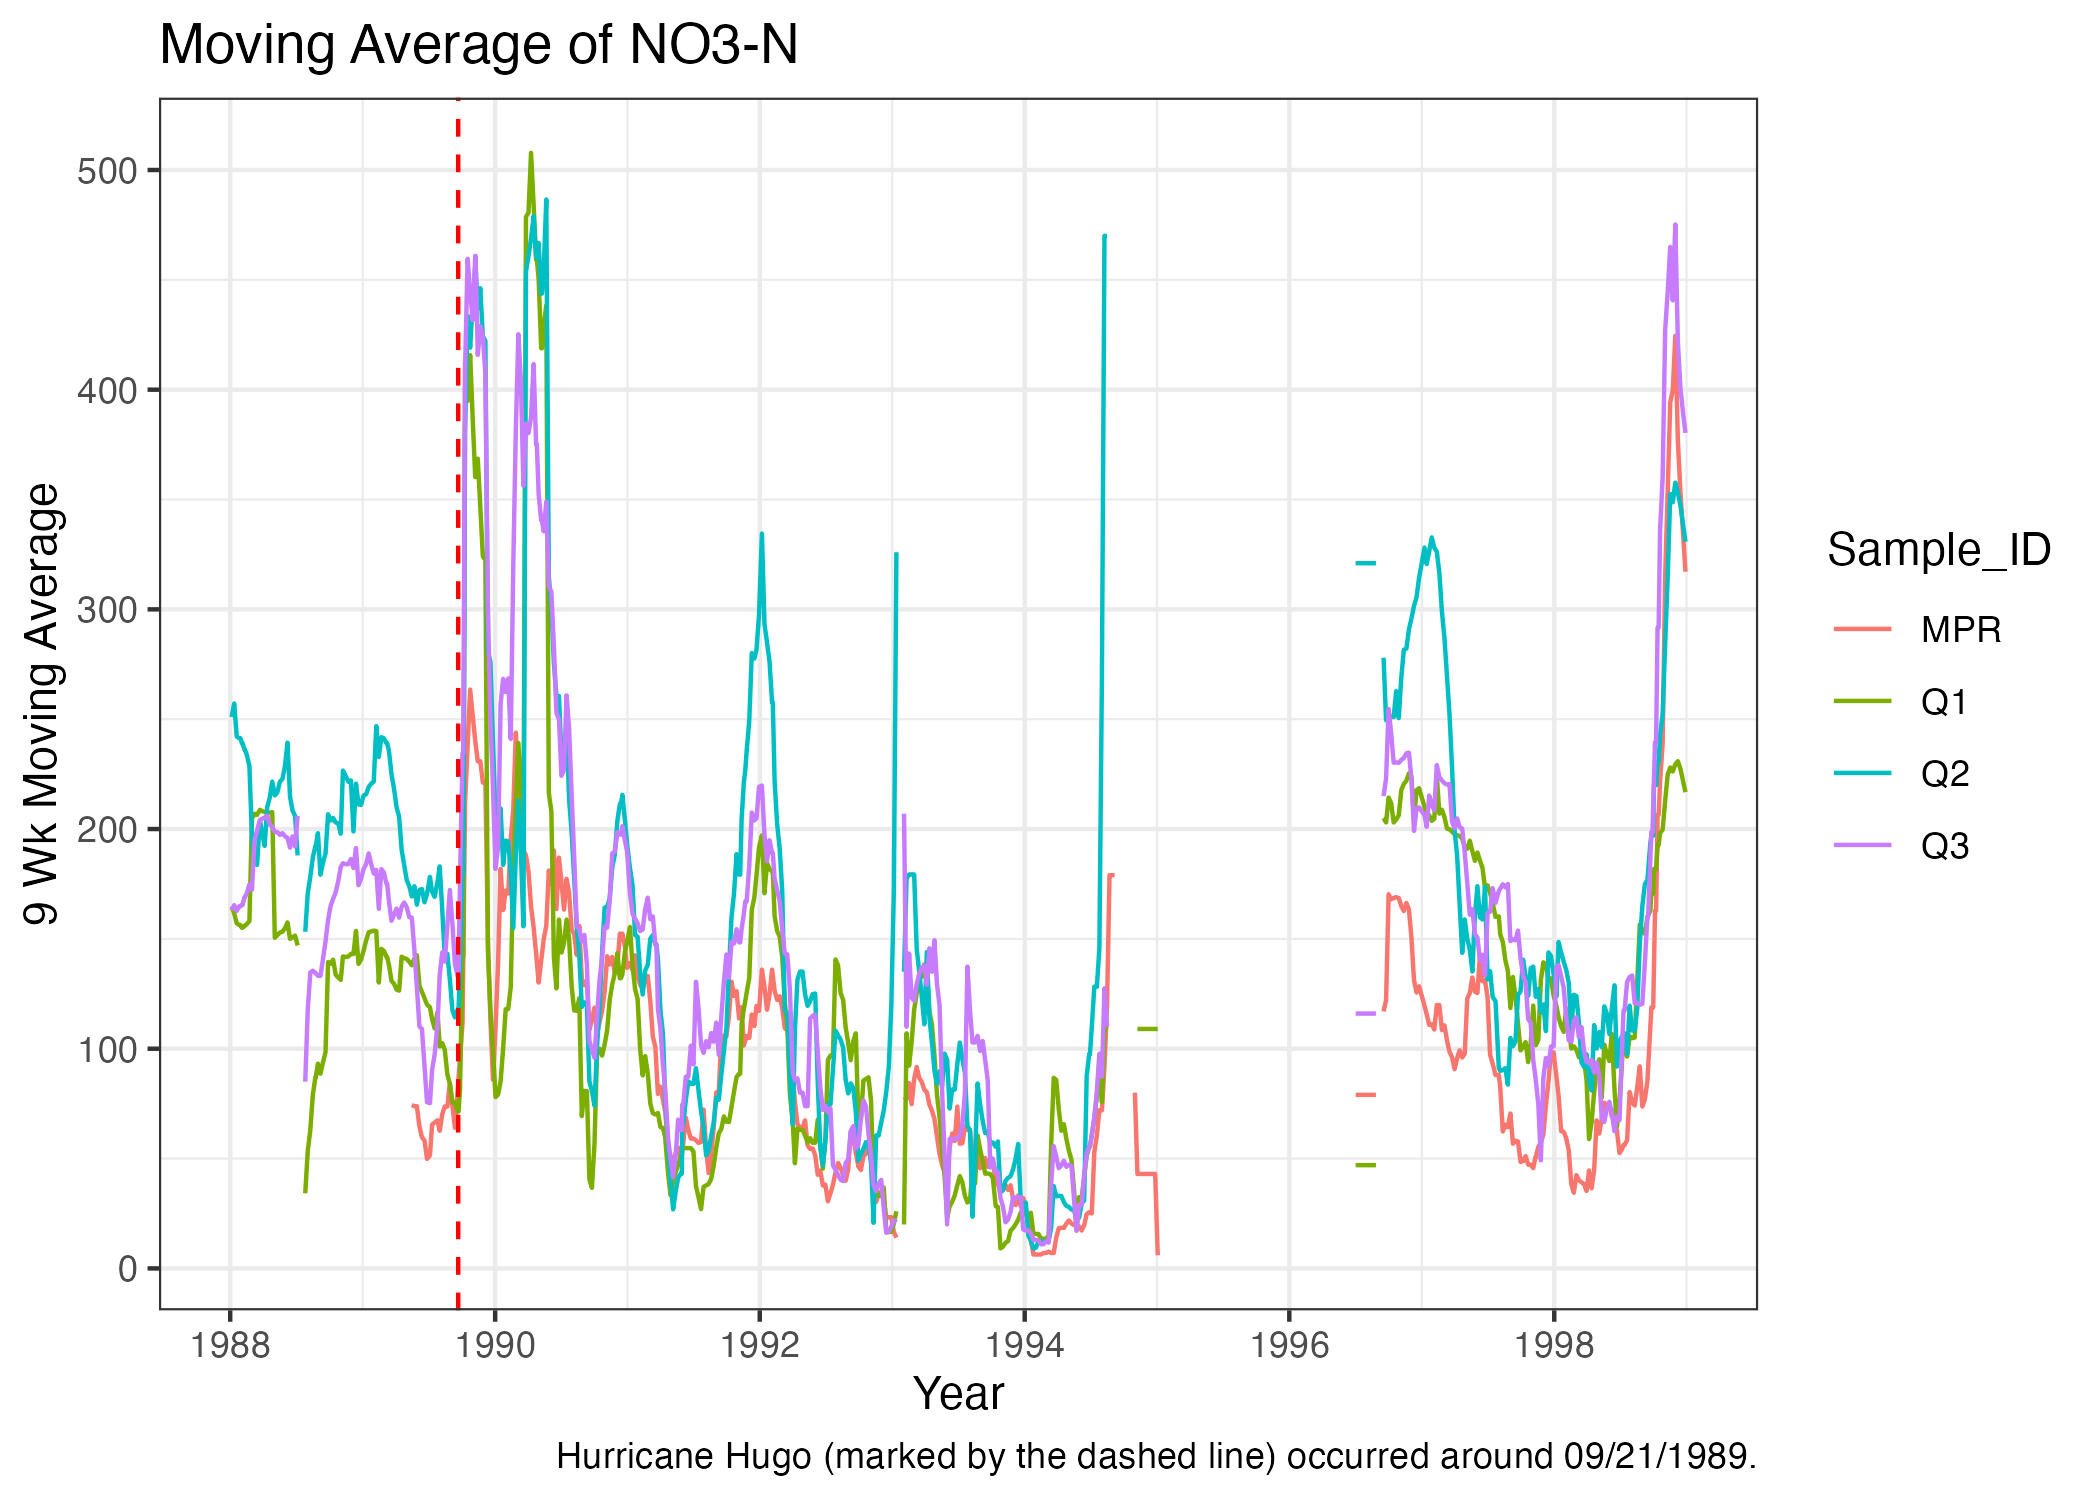 Moving Average of NO3-N
9 Wk Moving Average
500
400
300
200
100
0
1988
1990
1992
1994
1996
1998
Year
Sample_ID
MPR
Q1
Q2
Q3
Hurricane Hugo (marked by the dashed line) occurred around 09/21/1989.